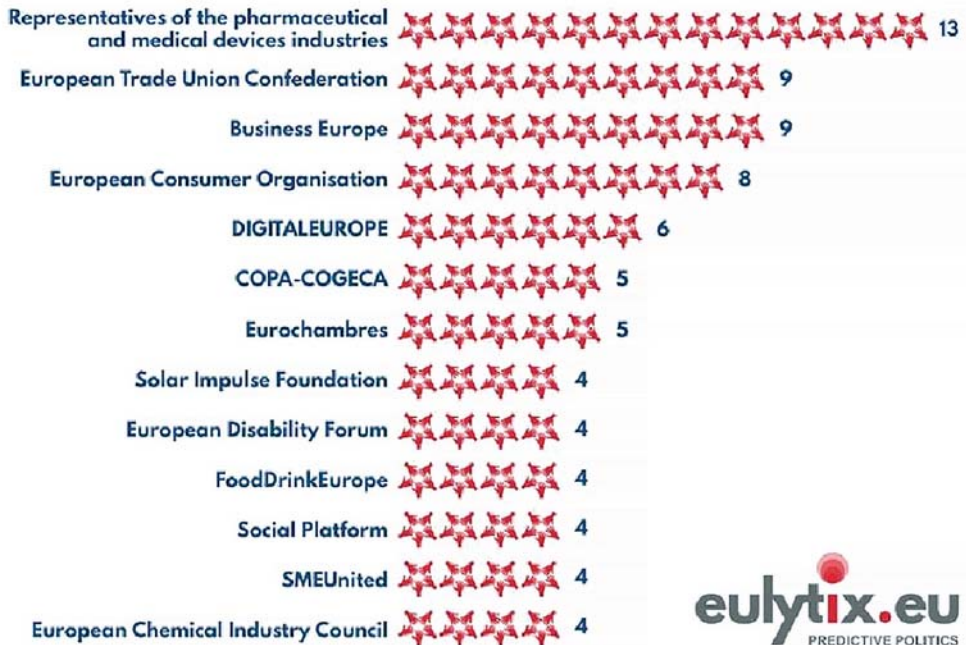 Representatives of the pharmaceutical
and medical devices industries 13
European Trade Union Confederation 9
Business Europe 9
European Consumer Organisation 8
DIGITALEUROPE 6
COPA-COGECA 5
Eurochambres 5
Solar Impulse Foundation 4
European Disability Forum 4
FoodDrinkEurope 4
Social Platform 4
SMEUnited 4
European Chemical Industry Council 4
eulytix.eu
PREDICTIVE POLITICS